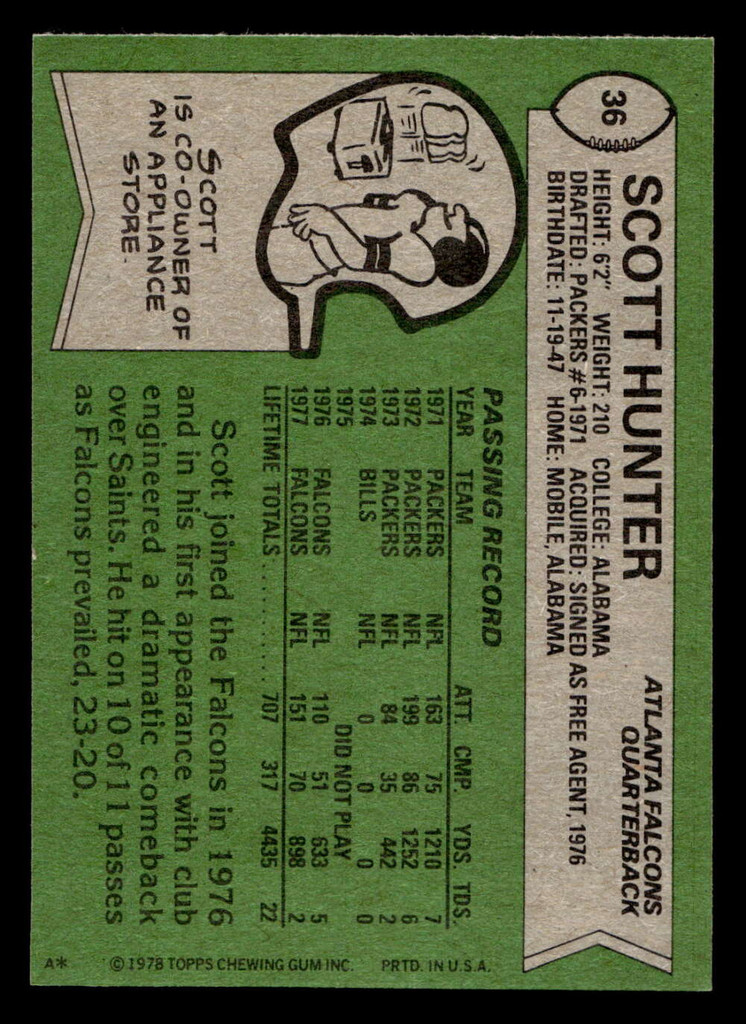 36
SCOTT HUNTER
ATLANTA FALCONS
QUARTERBACK
HEIGHT: 6'2" WEIGHT: 210 COLLEGE: ALABAMA
DRAFTED: PACKERS #6-1971 ACQUIRED: SIGNED AS FREE AGENT, 1976
BIRTHDATE: 11-19-47 HOME: MOBILE, ALABAMA
SCOTT
IS CO-OWNER OF
AN APPLIANCE
STORE.
PASSING RECORD
YEAR TEAM ATT. CMP. YDS. TDS.
1971 PACKERS NFL 163 75 1210 7
1972 PACKERS NFL 199 86 1252 6
1973 PACKERS NFL 84 35 442 2
1974 BILLS NFL 0 0 0 0
1975 DID NOT PLAY
1976 FALCONS NFL 110 51 633 5
1977 FALCONS NFL 151 70 898 2
LIFETIME TOTALS.......... 707 317 4435 22
Scott joined the Falcons in 1976
and in his first appearance with club
engineered a dramatic comeback
over Saints. He hit on 10 of 11 passes
as Falcons prevailed, 23-20.
A* © 1978 TOPPS CHEWING GUM INC. PRTD. IN U.S.A.